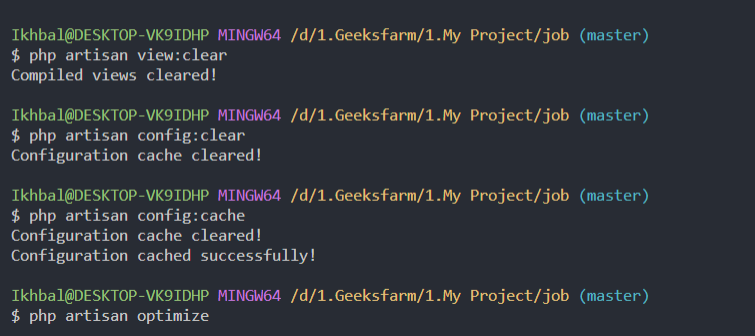 Ikhbal@DESKTOP-VK9IDHP MINGW64 /d/1.Geeksfarm/1.My Project/job (master)
$ php artisan view:clear
Compiled views cleared!
Ikhbal@DESKTOP-VK9IDHP MINGW64 /d/1.Geeksfarm/1.My Project/job (master)
$ php artisan config:clear
Configuration cache cleared!
Ikhbal@DESKTOP-VK9IDHP MINGW64 /d/1.Geeksfarm/1.My Project/job (master)
$ php artisan config:cache
Configuration cache cleared!
Configuration cached successfully!
Ikhbal@DESKTOP-VK9IDHP MINGW64 /d/1.Geeksfarm/1.My Project/job (master)
$ php artisan optimize